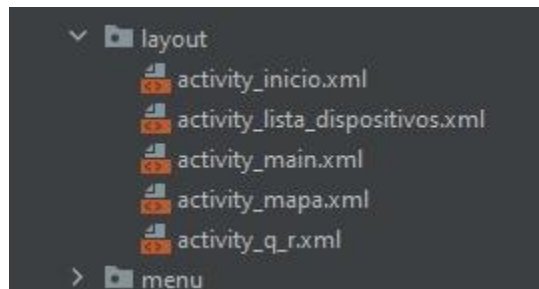 layout
activity_inicio.xml
activity_lista_dispositivos.xml
activity_main.xml
activity_mapa.xml
activity_q_r.xml
menu